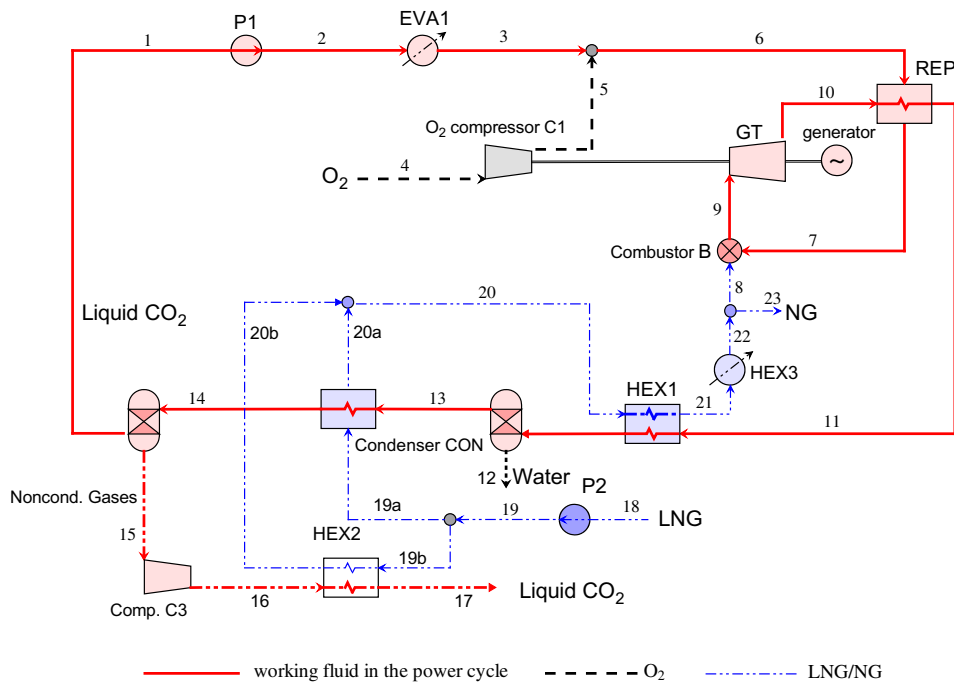 EVA1
P1
1
2
3
6
REP
10
5
O₂ compressor C1
GT
generator
~
4
O₂
9
7
Combustor B
8
23
NG
20
Liquid CO₂
20b
20a
22
HEX3
HEX1
14
13
21
11
Condenser CON
12
Water
P2
Noncond. Gases
19a
19
18
LNG
15
HEX2
19b
16
17
Liquid CO₂
Comp. C3
working fluid in the power cycle
O₂
LNG/NG